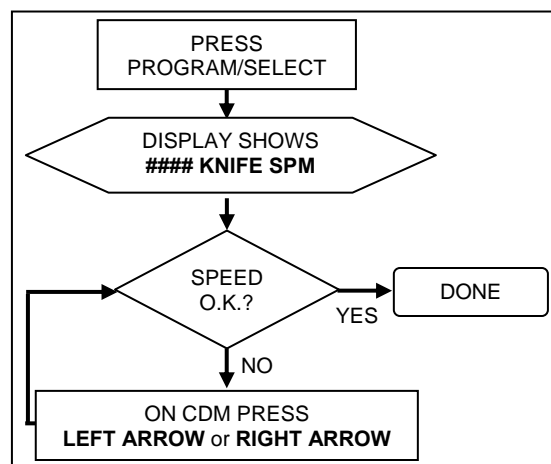 PRESS
PROGRAM/SELECT
DISPLAY SHOWS
#### KNIFE SPM
SPEED
O.K.?
YES
DONE
NO
ON CDM PRESS
LEFT ARROW or RIGHT ARROW